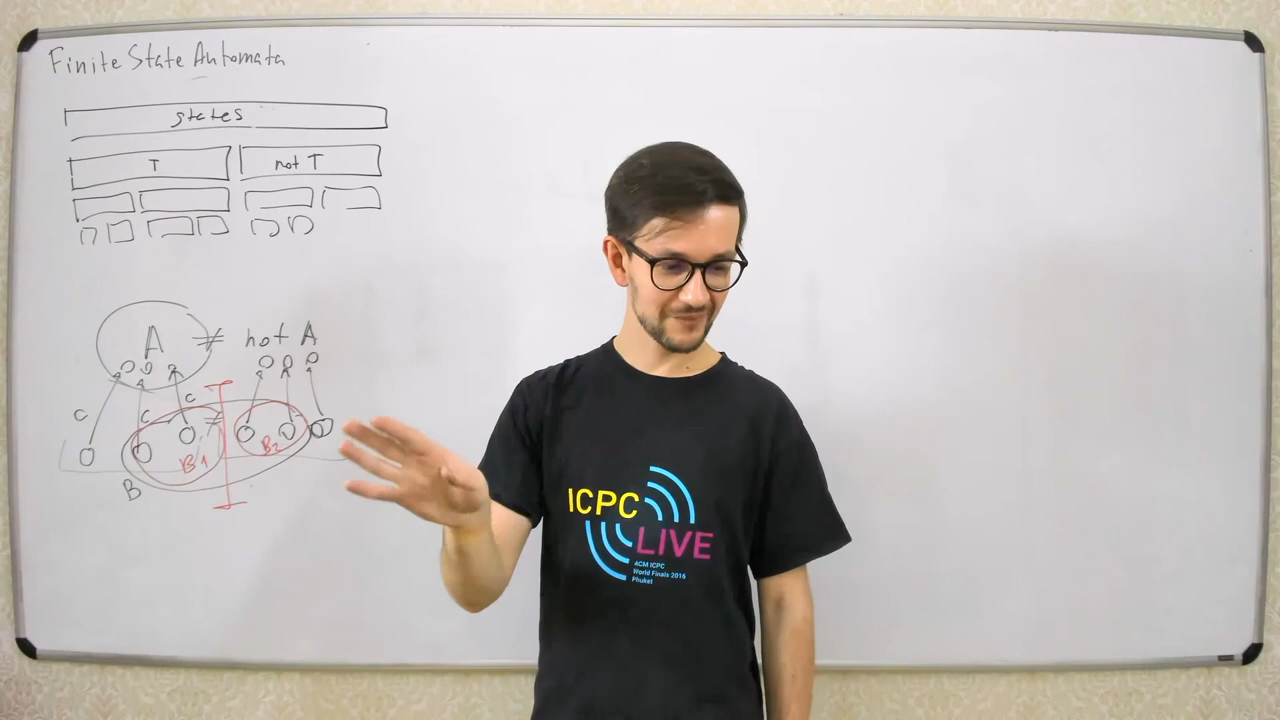 Finite State Automata
states
T not T
A ≠ not A
C C C
≠
B1 B2
B
ICPC
LIVE
ACM ICPC
World Finals 2016
Phuket